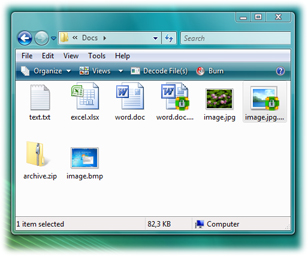 « Docs ▸
Search
File Edit View Tools Help
Organize Views Decode File(s) Burn
text.txt excel.xlsx word.doc word.doc.... image.jpg image.jpg....
archive.zip image.bmp
1 item selected 82,3 KB Computer